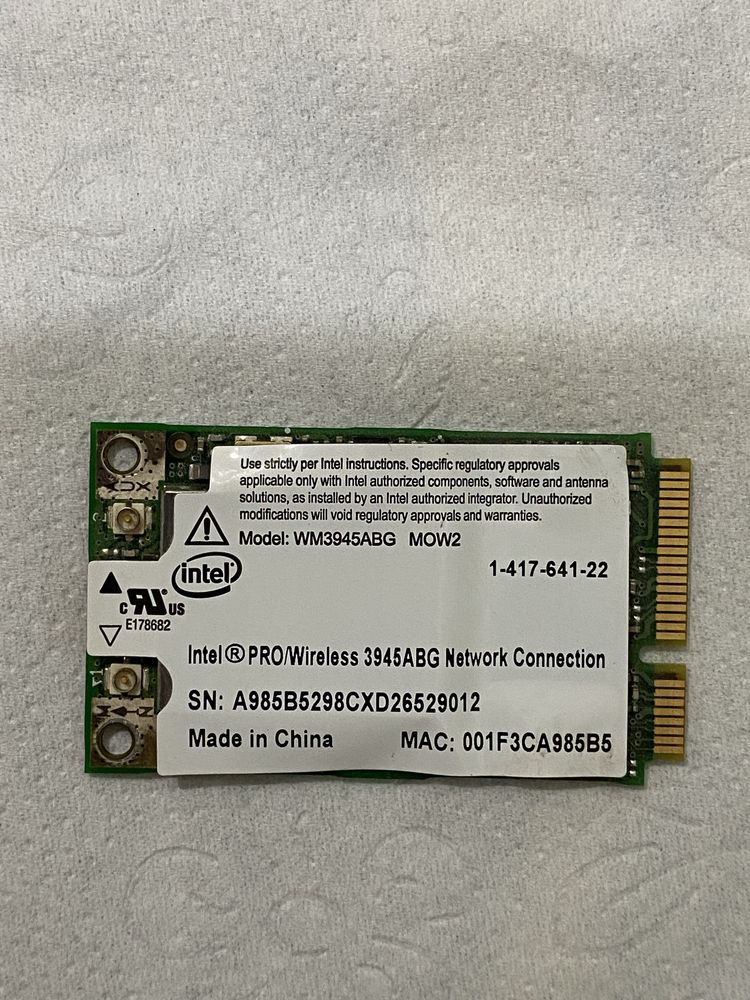 Use strictly per Intel instructions. Specific regulatory approvals
applicable only with Intel authorized components, software and antenna
solutions, as installed by an Intel authorized integrator. Unauthorized
modifications will void regulatory approvals and warranties.
Model: WM3945ABG MOW2
intel®
1-417-641-22
c RU US
E178682
Intel® PRO/Wireless 3945ABG Network Connection
SN: A985B5298CXD26529012
Made in China MAC: 001F3CA985B5